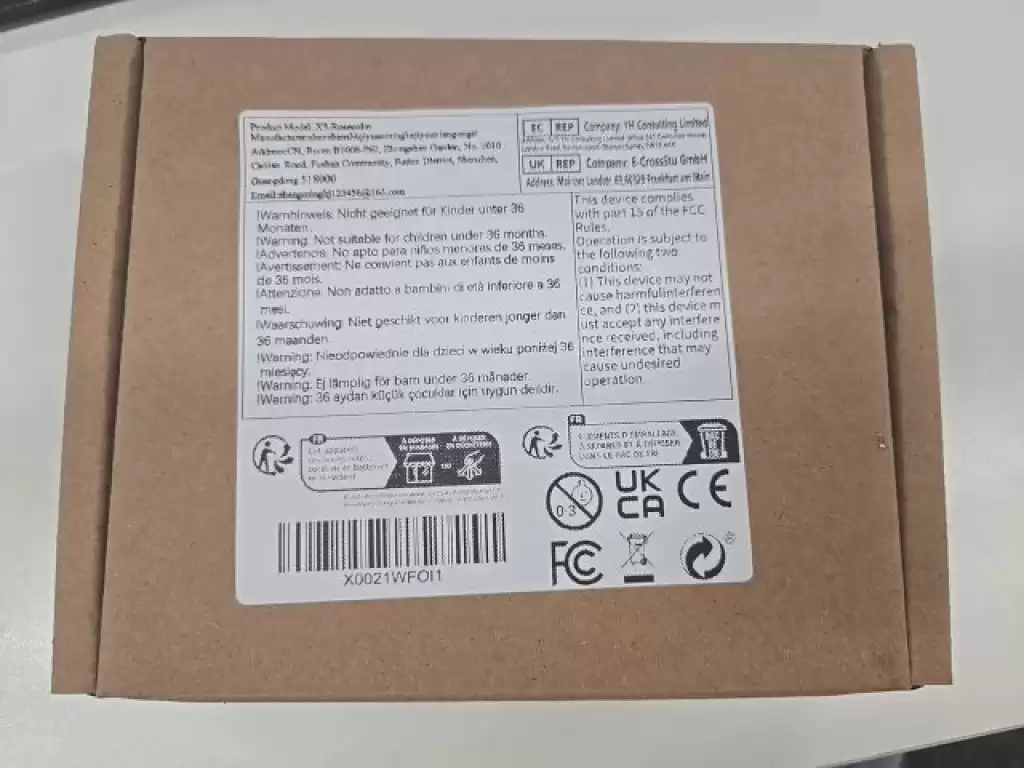 Product Model: X3-Rosecolor
Address:CN, Room B1608-P62, Zhongshen Garden, No. 2010
Caitian Road, Fushan Community, Futian District, Shenzhen,
Guangdong 518000
EC REP Company: YH Consulting Limited
UK REP Company: E-CrossStu GmbH
Address: Mainzer Landstr 69,60329 Frankfurt am Main
!Warnhinweis: Nicht geeignet für Kinder unter 36
Monaten.
!Warning: Not suitable for children under 36 months.
!Advertencia: No apto para niños menores de 36 meses.
!Avertissement: Ne convient pas aux enfants de moins
de 36 mois.
!Attenzione: Non adatto a bambini di età inferiore a 36
mesi.
!Waarschuwing: Niet geschikt voor kinderen jonger dan
36 maanden.
!Warning: Nieodpowiednie dla dzieci w wieku poniżej 36
miesięcy.
!Warning: Ej lämplig för barn under 36 månader.
!Warning: 36 aydan küçük çocuklar için uygun değildir.
This device complies
with part 15 of the FCC
Rules.
Operation is subject to
the following two
conditions:
(1) This device may not
cause harmfulinterferen
ce, and (2) this device m
ust accept any interfere
nce received, including
interference that may
cause undesired
operation.
FR
À DÉPOSER
EN MAGASIN
OU
À DÉPOSER
EN DÉCHÈTERIE
FR
ÉLÉMENTS D'EMBALLAGE
À SÉPARER ET À DÉPOSER
DANS LE BAC DE TRI
0-3
UK
CA
CE
FC
X0021WFOI1